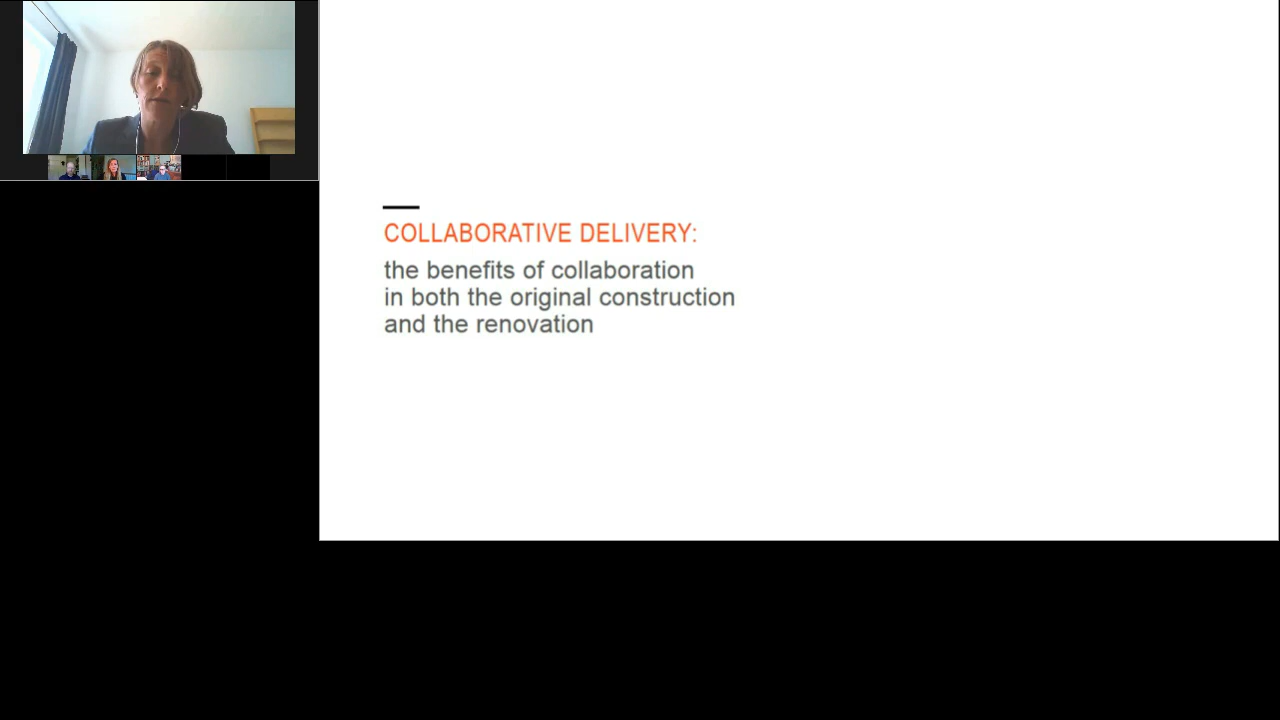 COLLABORATIVE DELIVERY:
the benefits of collaboration
in both the original construction
and the renovation